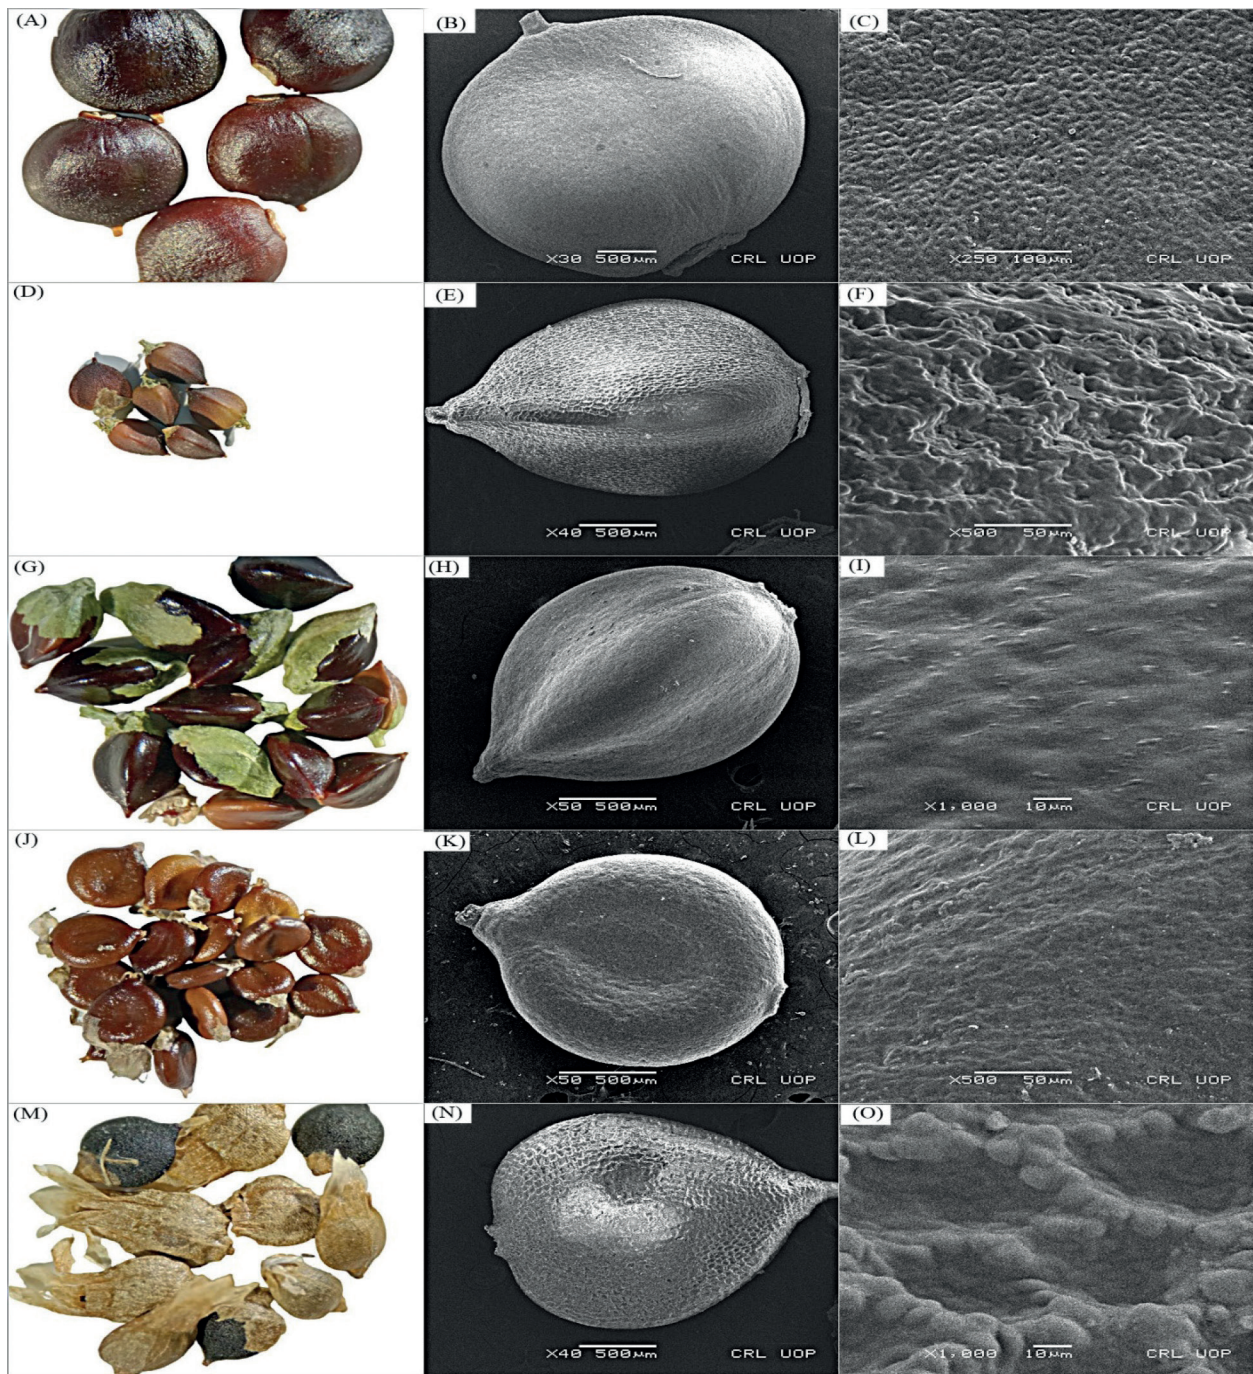 (A)
(B)
(C)
X30 500μm CRL UOP
X250 100μm CRL UOP
(D)
(E)
(F)
X40 500μm CRL UOP
X500 50μm CRL UOP
(G)
(H)
(I)
X50 500μm CRL UOP
X1,000 10μm CRL UOP
(J)
(K)
(L)
X50 500μm CRL UOP
X500 50μm CRL UOP
(M)
(N)
(O)
X40 500μm CRL UOP
X1,000 10μm CRL UOP